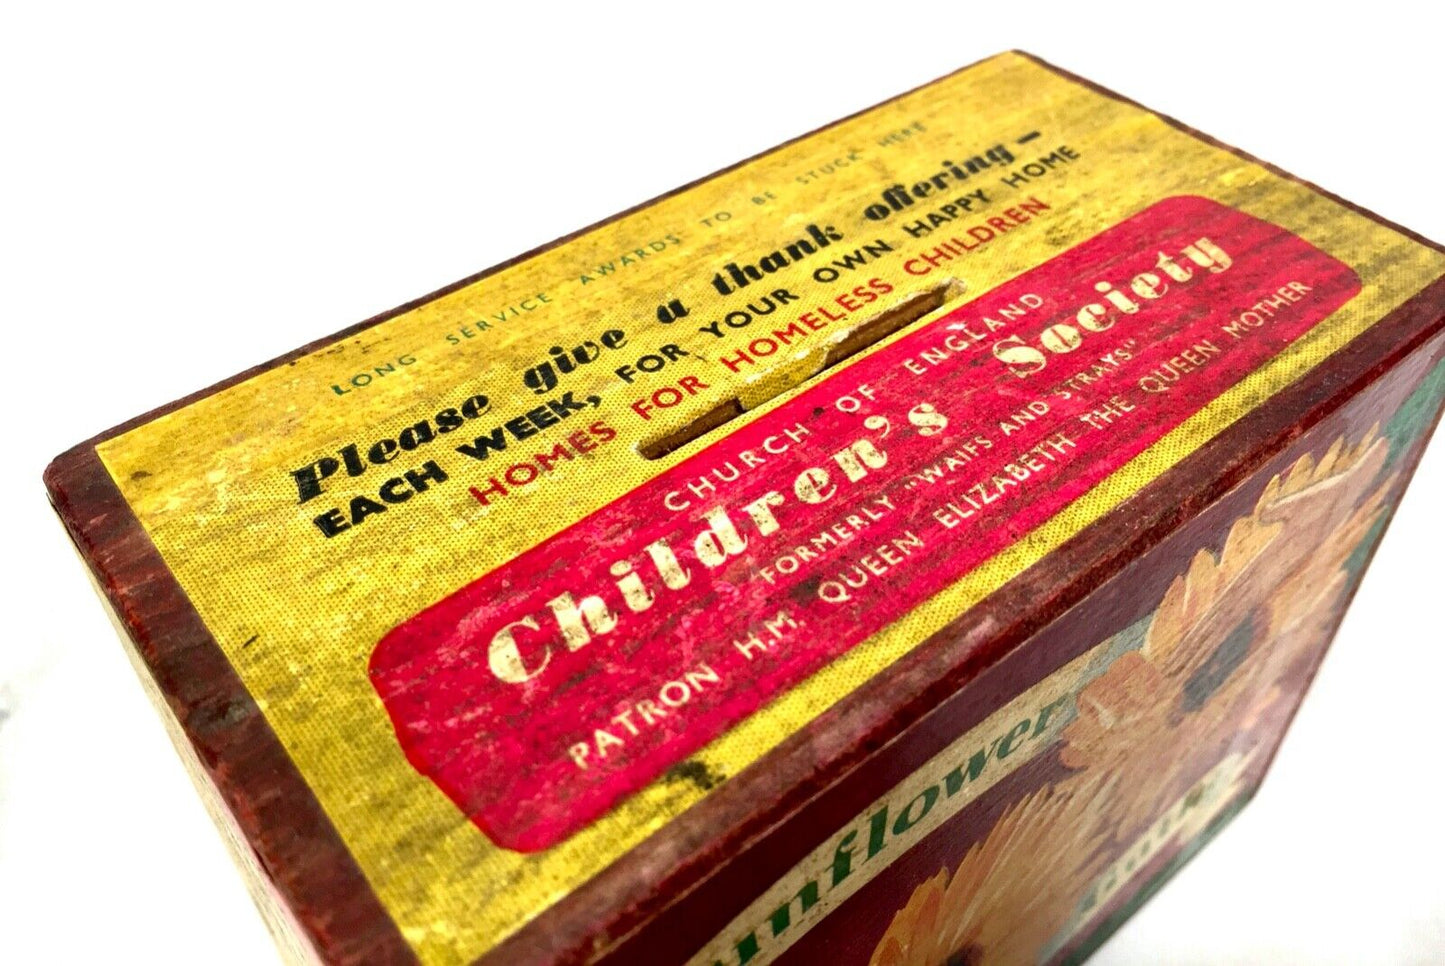 LONG SERVICE AWARDS TO BE STUCK HERE
Please give a thank offering—
EACH WEEK, FOR YOUR OWN HAPPY HOME
HOMES FOR HOMELESS CHILDREN
CHURCH OF ENGLAND
Children's Society
FORMERLY "WAIFS AND STRAYS"
PATRON H.M. QUEEN ELIZABETH THE QUEEN MOTHER
unflower